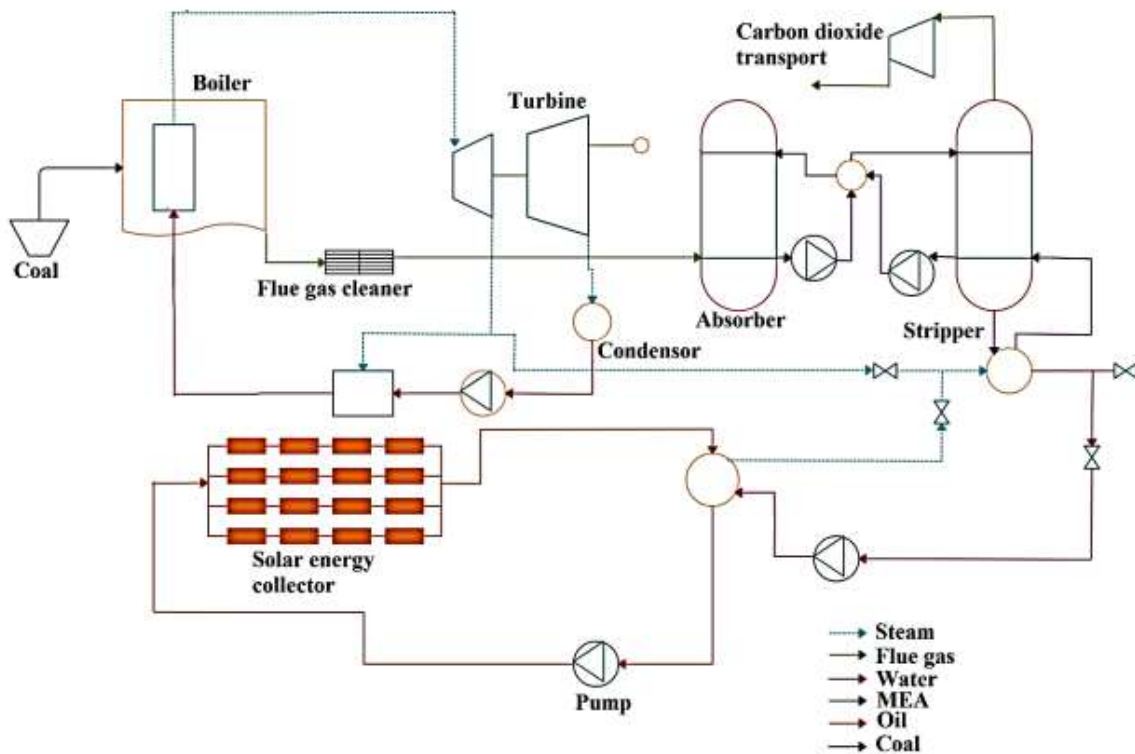 Carbon dioxide
transport
Boiler
Turbine
Coal
Flue gas cleaner
Absorber
Stripper
Condensor
Solar energy
collector
Pump
Steam
Flue gas
Water
MEA
Oil
Coal